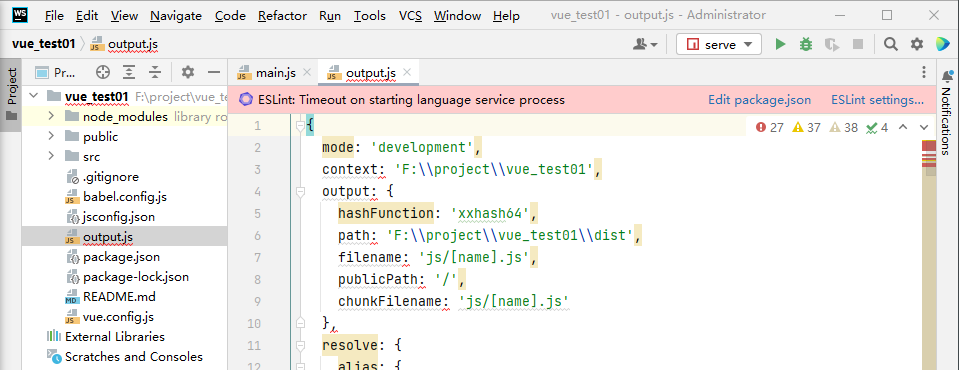 WS File Edit View Navigate Code Refactor Run Tools VCS Window Help vue_test01 - output.js - Administrator
vue_test01 output.js serve
Project Pr... main.js output.js
vue_test01 F:\project\vue_te
node_modules library ro
public
src
.gitignore
babel.config.js
jsconfig.json
output.js
package.json
package-lock.json
README.md
vue.config.js
External Libraries
Scratches and Consoles
ESLint: Timeout on starting language service process Edit package.json ESLint settings...
27 37 38 4
1 {
2 mode: 'development',
3 context: 'F:\\project\\vue_test01',
4 output: {
5 hashFunction: 'xxhash64',
6 path: 'F:\\project\\vue_test01\\dist',
7 filename: 'js/[name].js',
8 publicPath: '/',
9 chunkFilename: 'js/[name].js'
10 },
11 resolve: {
12 alias: {
Notifications